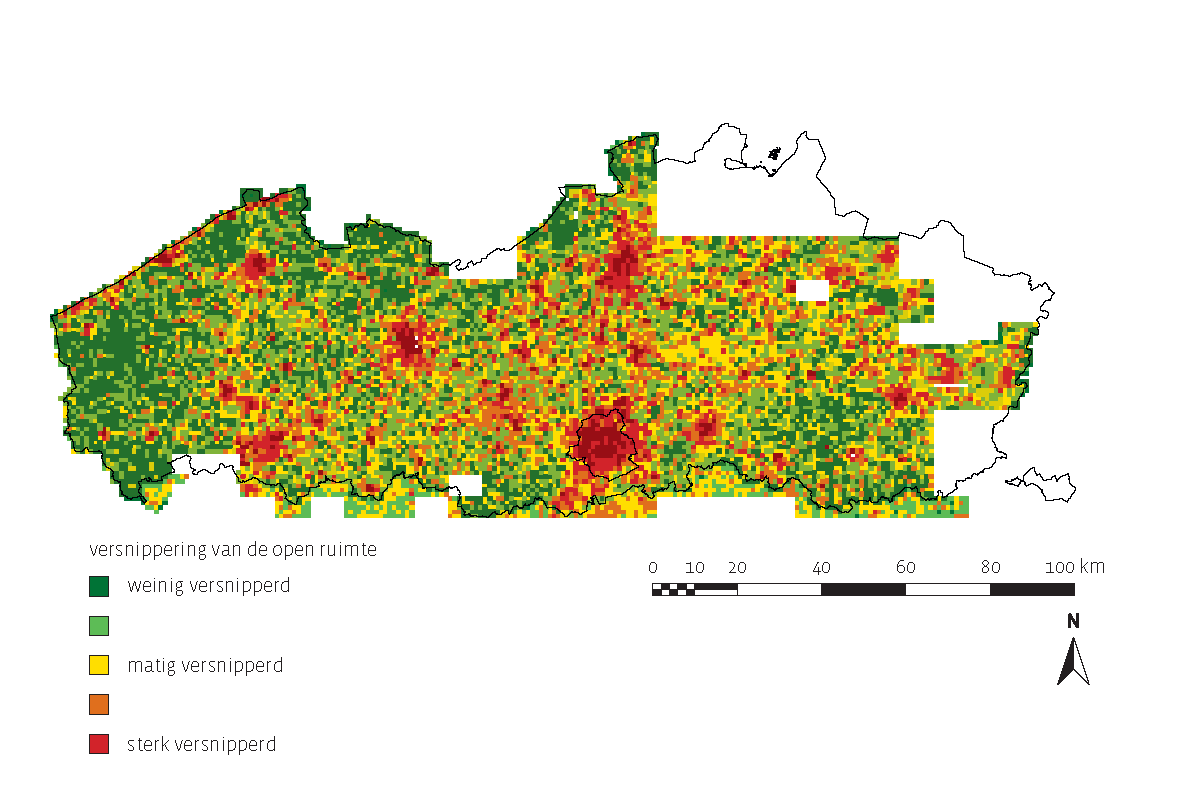 versnippering van de open ruimte
weinig versnipperd
matig versnipperd
sterk versnipperd
0 10 20 40 60 80 100 km
N